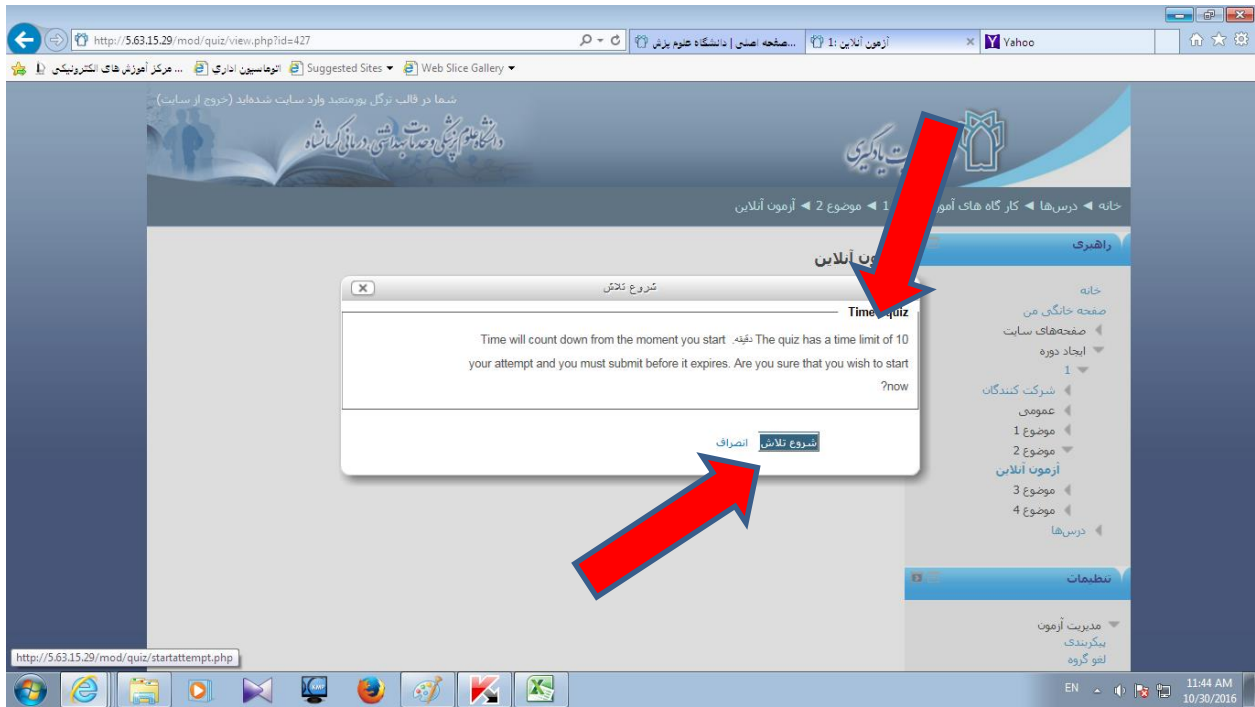 http://5.63.15.29/mod/quiz/view.php?id=427
صفحه اصلی | دانشگاه علوم پزش...
آزمون آنلاین :1
Yahoo
Suggested Sites
Web Slice Gallery
اتوماسیون اداری
مرکز آموزش های الکترونیکی ...
شما در قالب نرگل پورمتعبد وارد سایت شده‌اید (خروج از سایت)
دانشگاه علوم پزشکی و خدمات بهداشتی، درمانی کرمانشاه
یادگیری
خانه ◄ درس‌ها ◄ کار گاه های آمو 1 ◄ موضوع 2 ◄ آزمون آنلاین
راهبری
خانه
صفحه خانگی من
صفحه‌های سایت
ایجاد دوره
1
شرکت کنندگان
عمومی
موضوع 1
موضوع 2
آزمون آنلاین
موضوع 3
موضوع 4
درس‌ها
تنظیمات
مدیریت آزمون
پیکربندی
لغو گروه
آنلاین
شروع تلاش
Time quiz
Time will count down from the moment you start .دقیقه The quiz has a time limit of 10
your attempt and you must submit before it expires. Are you sure that you wish to start
?now
شروع تلاش انصراف
http://5.63.15.29/mod/quiz/startattempt.php
EN
11:44 AM
10/30/2016